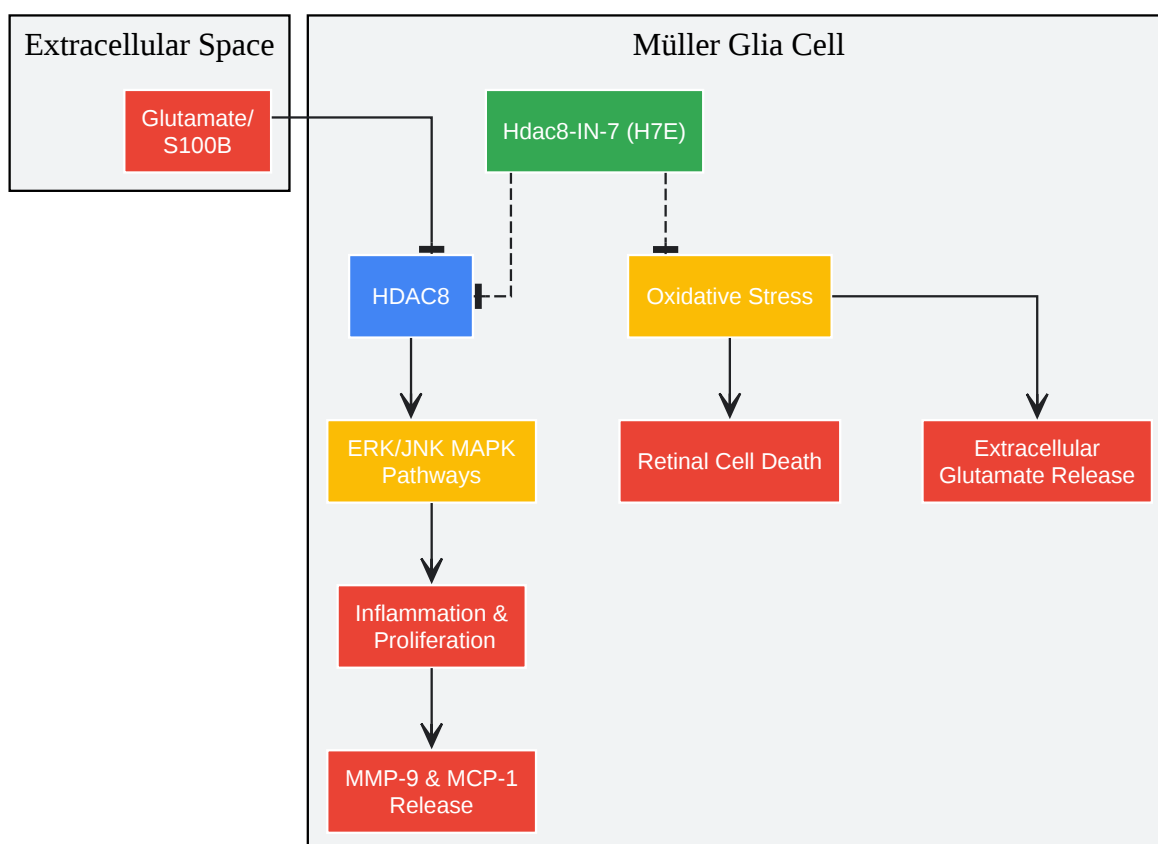 Extracellular Space
Müller Glia Cell
Glutamate/
S100B
Hdac8-IN-7 (H7E)
HDAC8
Oxidative Stress
ERK/JNK MAPK
Pathways
Retinal Cell Death
Extracellular
Glutamate Release
Inflammation &
Proliferation
MMP-9 & MCP-1
Release